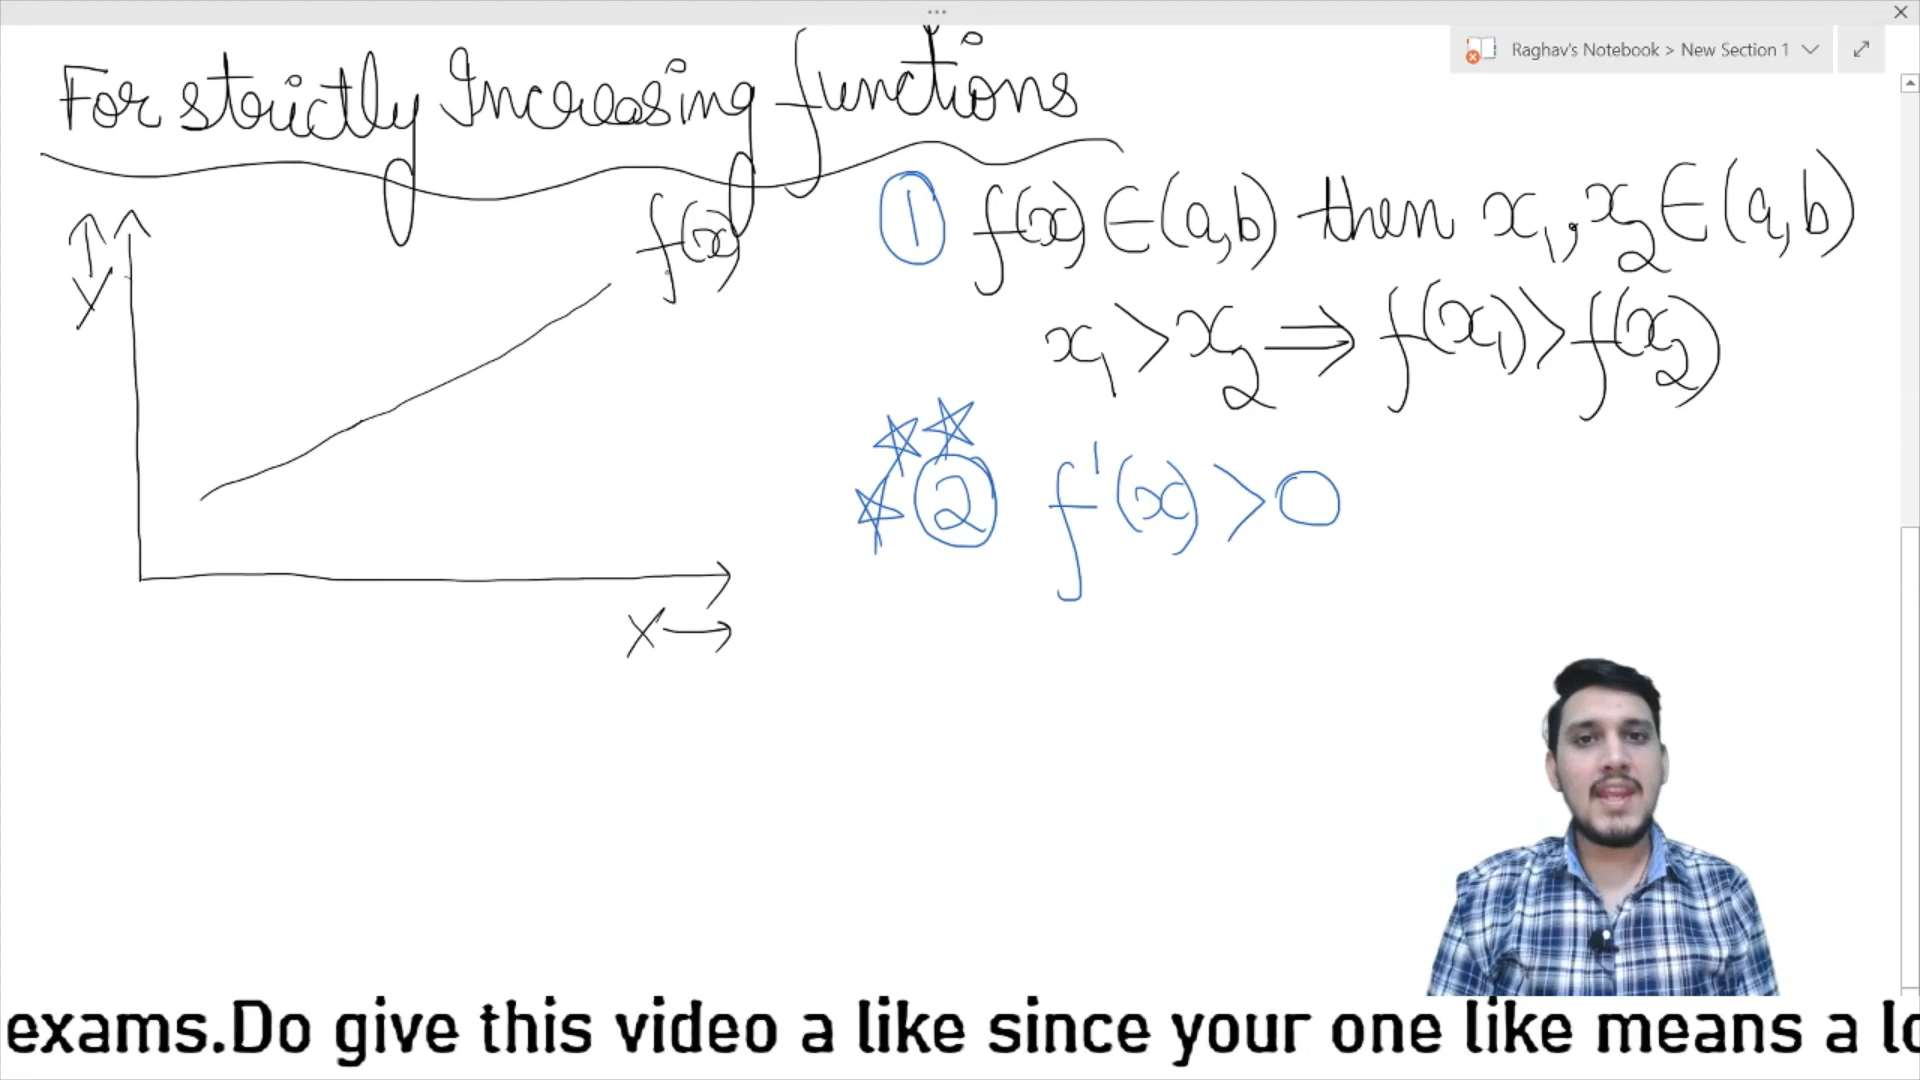 Raghav's Notebook > New Section 1
For strictly Increasing functions
① f(x) ∈ (a,b) then x₁, x₂ ∈ (a,b)
x₁ > x₂ ⟹ f(x₁) > f(x₂)
② f'(x) > 0
f(x)
↑ y
X →
exams.Do give this video a like since your one like means a lo